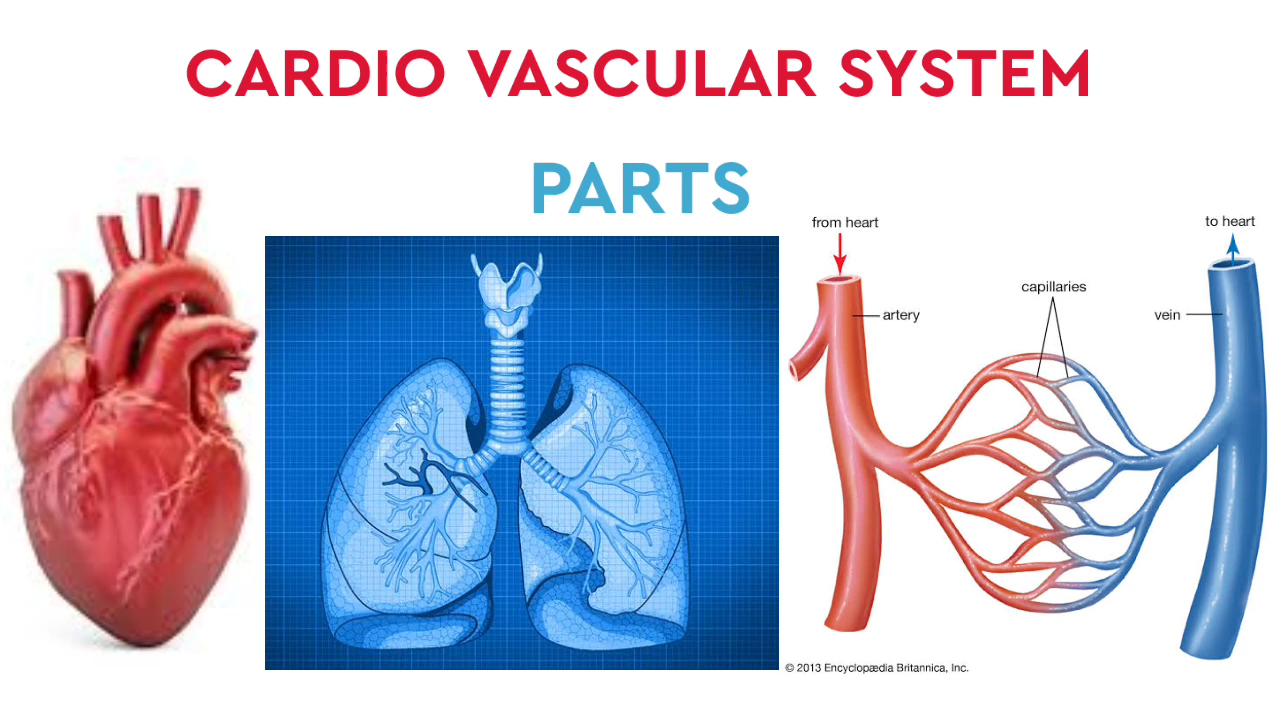 CARDIO VASCULAR SYSTEM
PARTS
from heart
to heart
capillaries
artery
vein
© 2013 Encyclopædia Britannica, Inc.